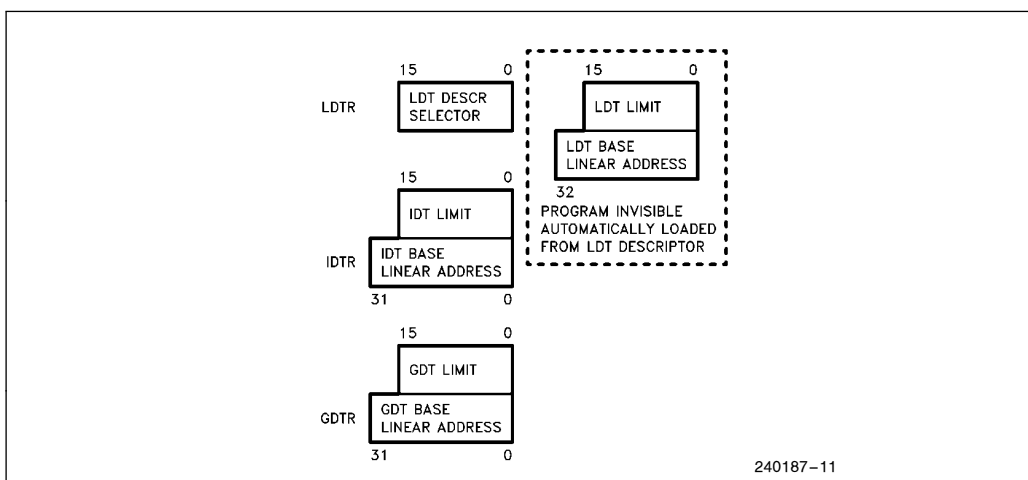 15 0
LDTR
LDT DESCR
SELECTOR
15 0
LDT LIMIT
LDT BASE
LINEAR ADDRESS
32
PROGRAM INVISIBLE
AUTOMATICALLY LOADED
FROM LDT DESCRIPTOR
15 0
IDT LIMIT
IDTR
IDT BASE
LINEAR ADDRESS
31 0
15 0
GDT LIMIT
GDTR
GDT BASE
LINEAR ADDRESS
31 0
240187–11